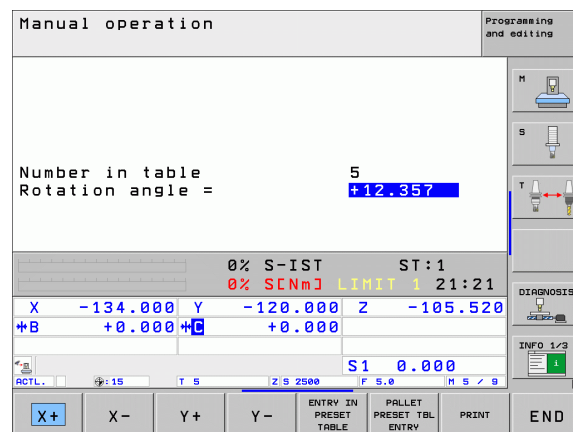 Manual operation
Programming and editing
M
S
T
Number in table 5
Rotation angle = +12.357
0% S-IST ST:1
0% S[Nm] LIMIT 1 21:21
X -134.000 Y -120.000 Z -105.520
B +0.000 C +0.000
S1 0.000
ACTL. :15 T 5 Z S 2500 F 5.0 M 5 / 9
DIAGNOSIS
INFO 1/3
i
X+ X- Y+ Y- ENTRY IN PRESET TABLE PALLET PRESET TBL ENTRY PRINT END